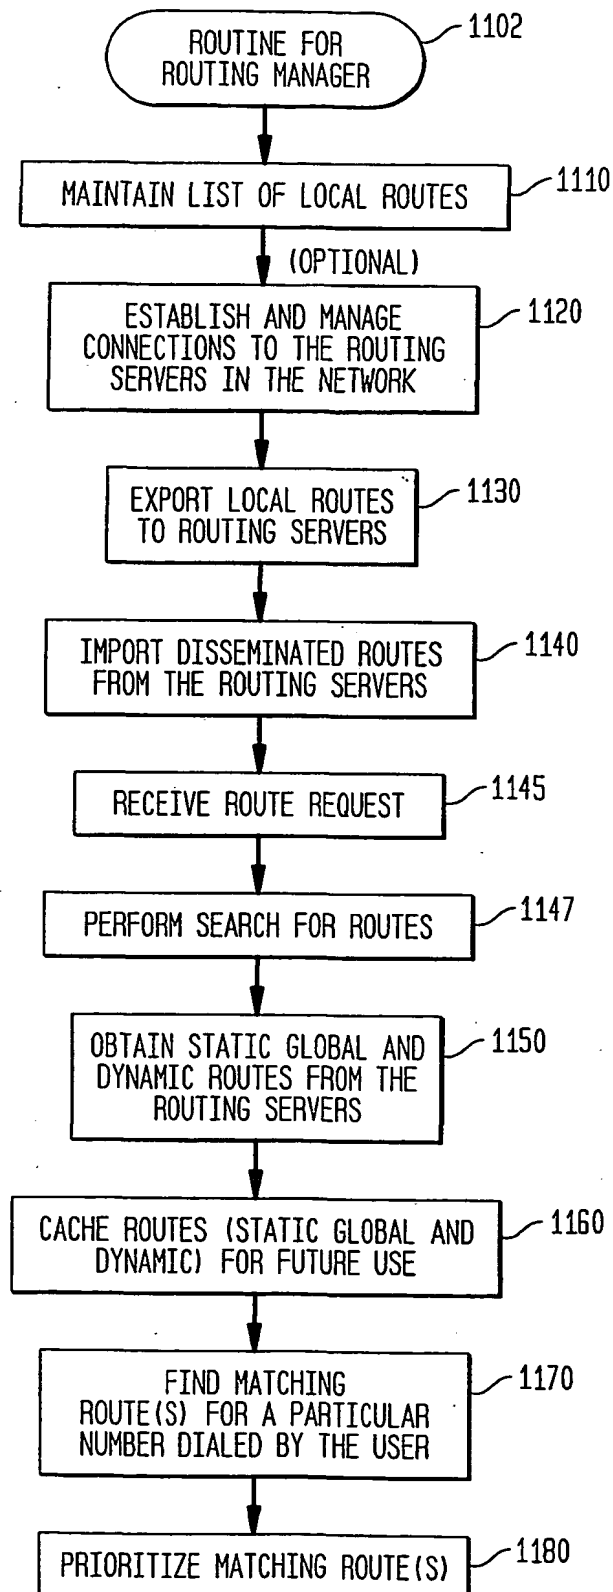 ROUTINE FOR
ROUTING MANAGER
1102
MAINTAIN LIST OF LOCAL ROUTES
1110
(OPTIONAL)
ESTABLISH AND MANAGE
CONNECTIONS TO THE ROUTING
SERVERS IN THE NETWORK
1120
EXPORT LOCAL ROUTES
TO ROUTING SERVERS
1130
IMPORT DISSEMINATED ROUTES
FROM THE ROUTING SERVERS
1140
RECEIVE ROUTE REQUEST
1145
PERFORM SEARCH FOR ROUTES
1147
OBTAIN STATIC GLOBAL AND
DYNAMIC ROUTES FROM THE
ROUTING SERVERS
1150
CACHE ROUTES (STATIC GLOBAL AND
DYNAMIC) FOR FUTURE USE
1160
FIND MATCHING
ROUTE(S) FOR A PARTICULAR
NUMBER DIALED BY THE USER
1170
PRIORITIZE MATCHING ROUTE(S)
1180